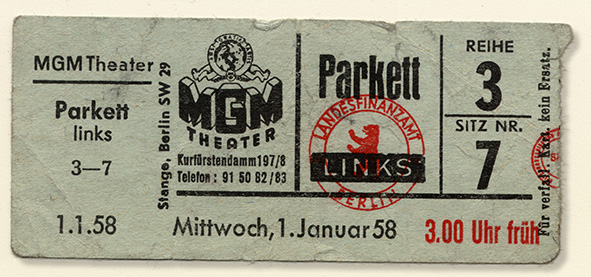 MGM Theater
Parkett
links
3—7
1.1.58
Stange, Berlin SW 29
MGM
THEATER
Kurfürstendamm 197/8
Telefon: 91 50 82/83
Parkett
LANDESFINANZAMT
BERLIN
LINKS
REIHE
3
SITZ NR.
7
Mittwoch, 1. Januar 58
3.00 Uhr früh
Für verfall. Kart. kein Ersatz.